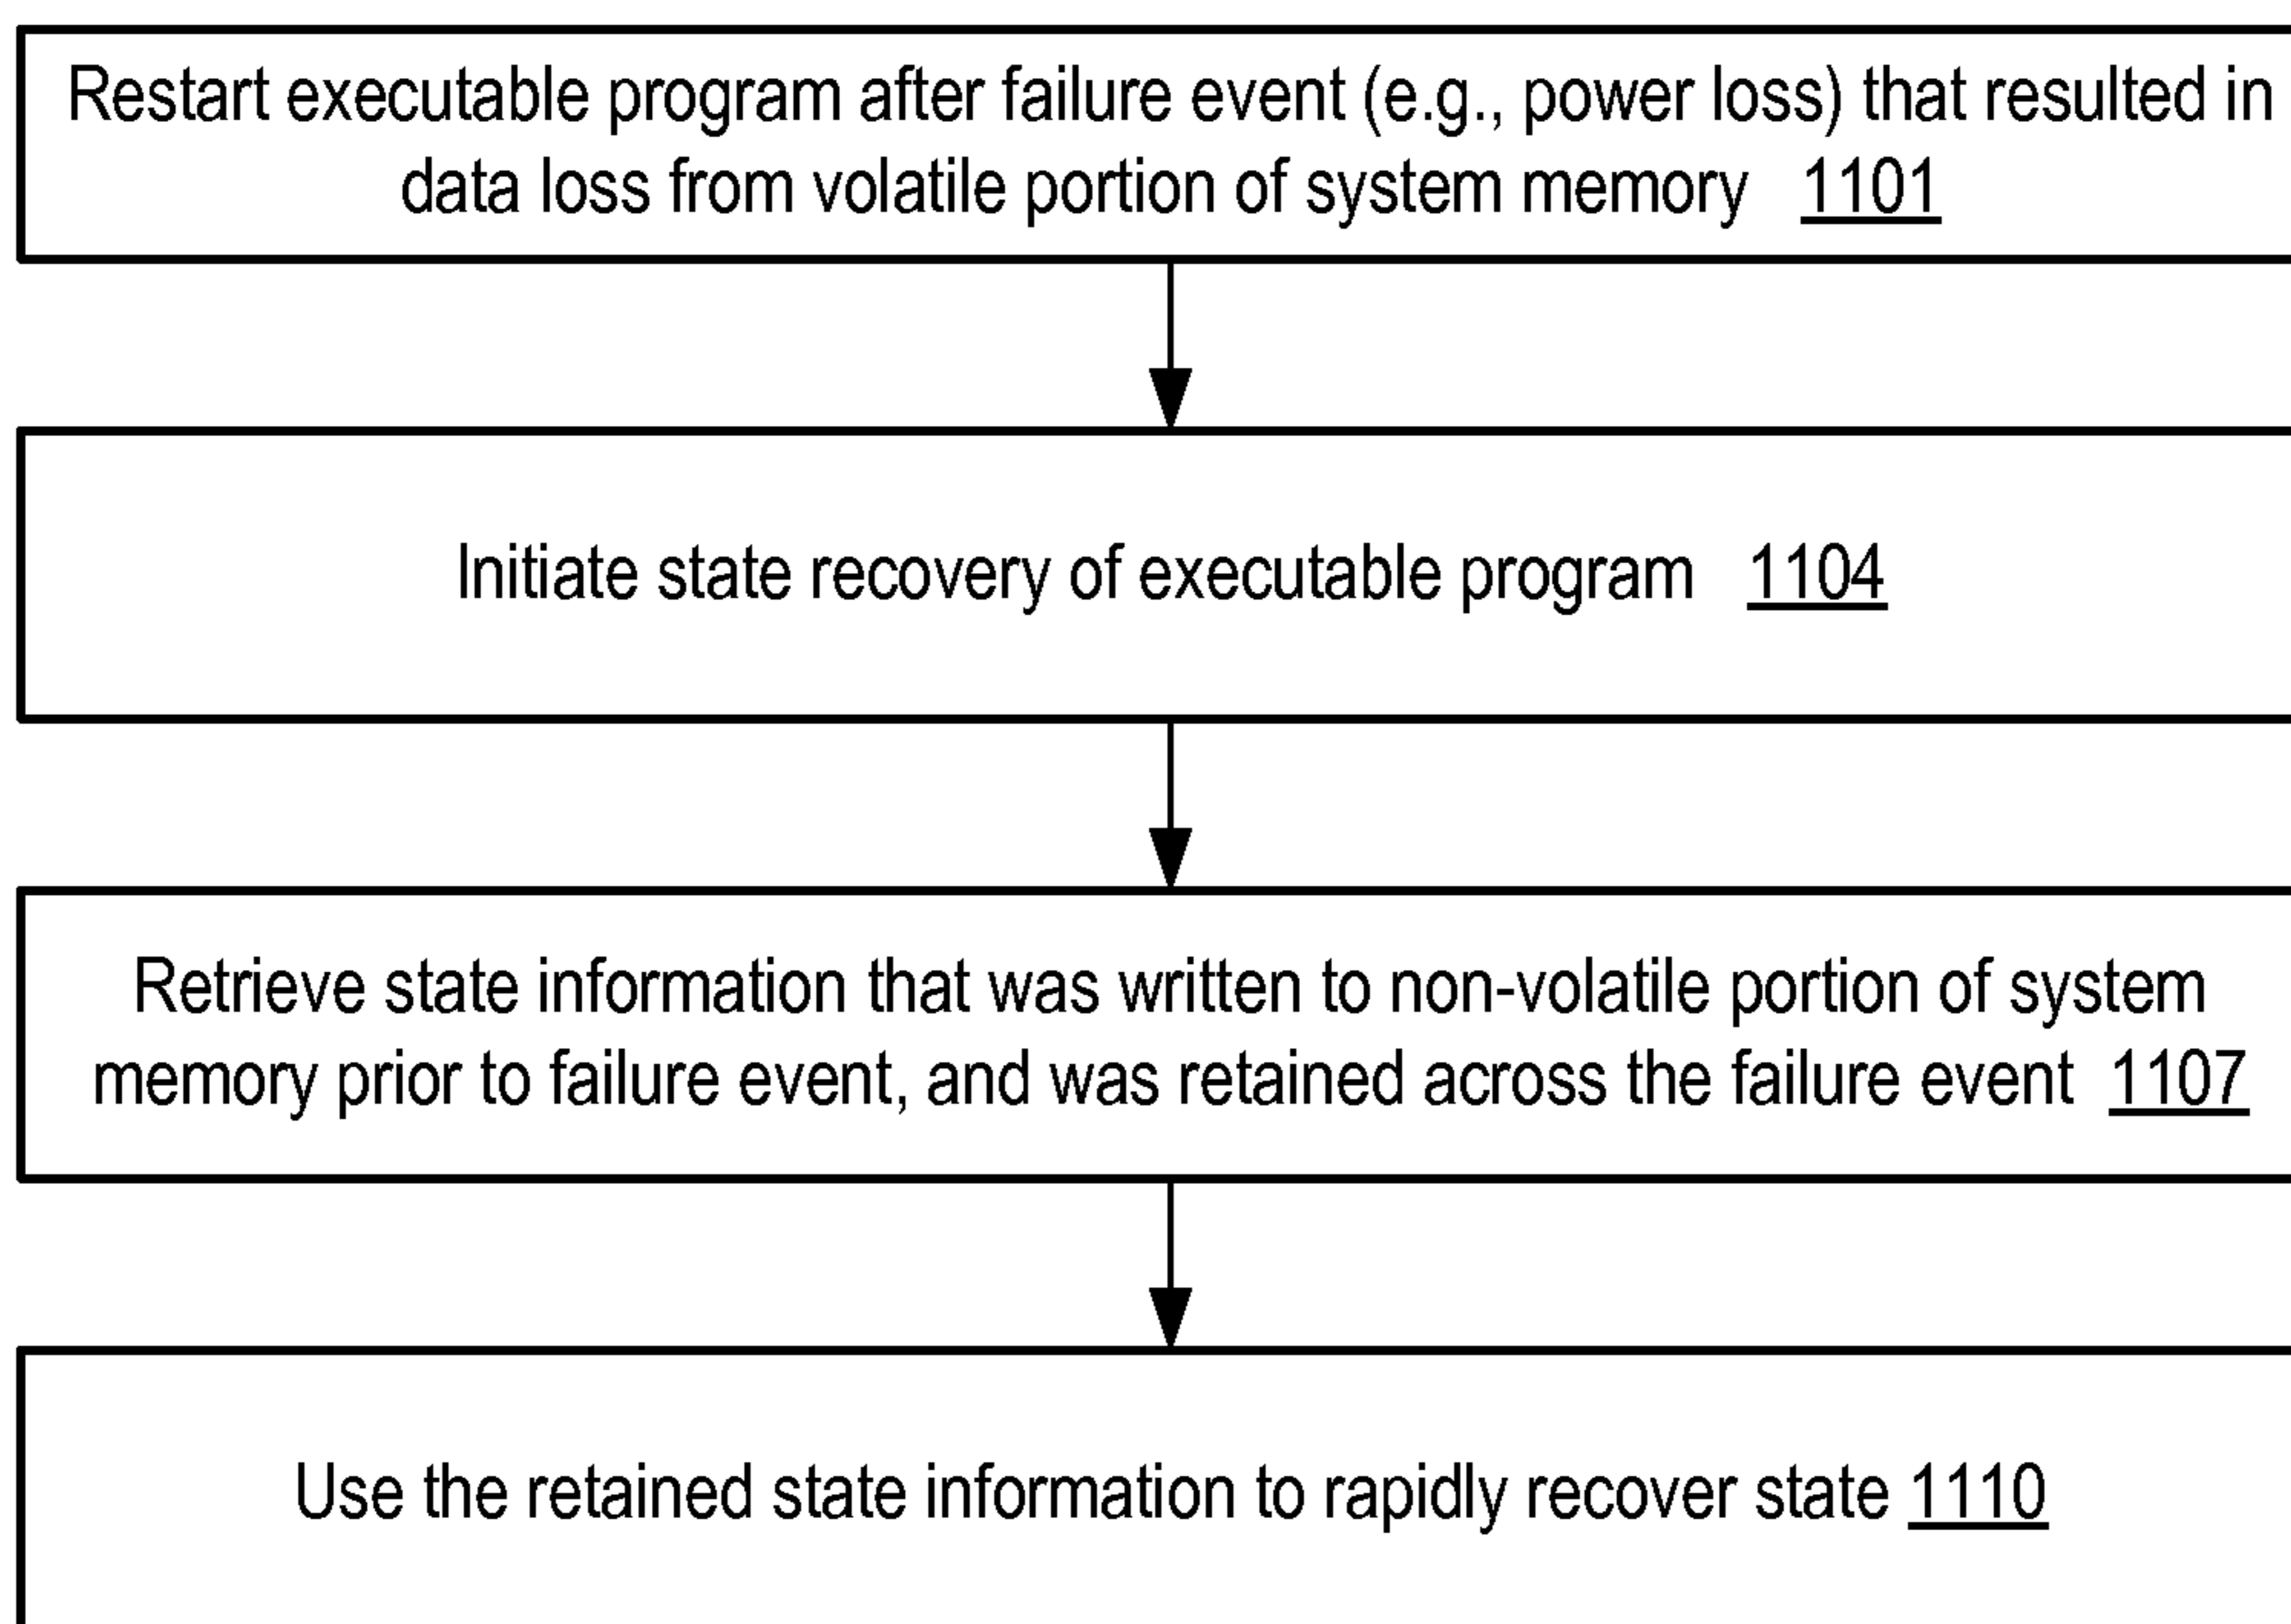 Restart executable program after failure event (e.g., power loss) that resulted in
data loss from volatile portion of system memory 1101
Initiate state recovery of executable program 1104
Retrieve state information that was written to non-volatile portion of system
memory prior to failure event, and was retained across the failure event 1107
Use the retained state information to rapidly recover state 1110